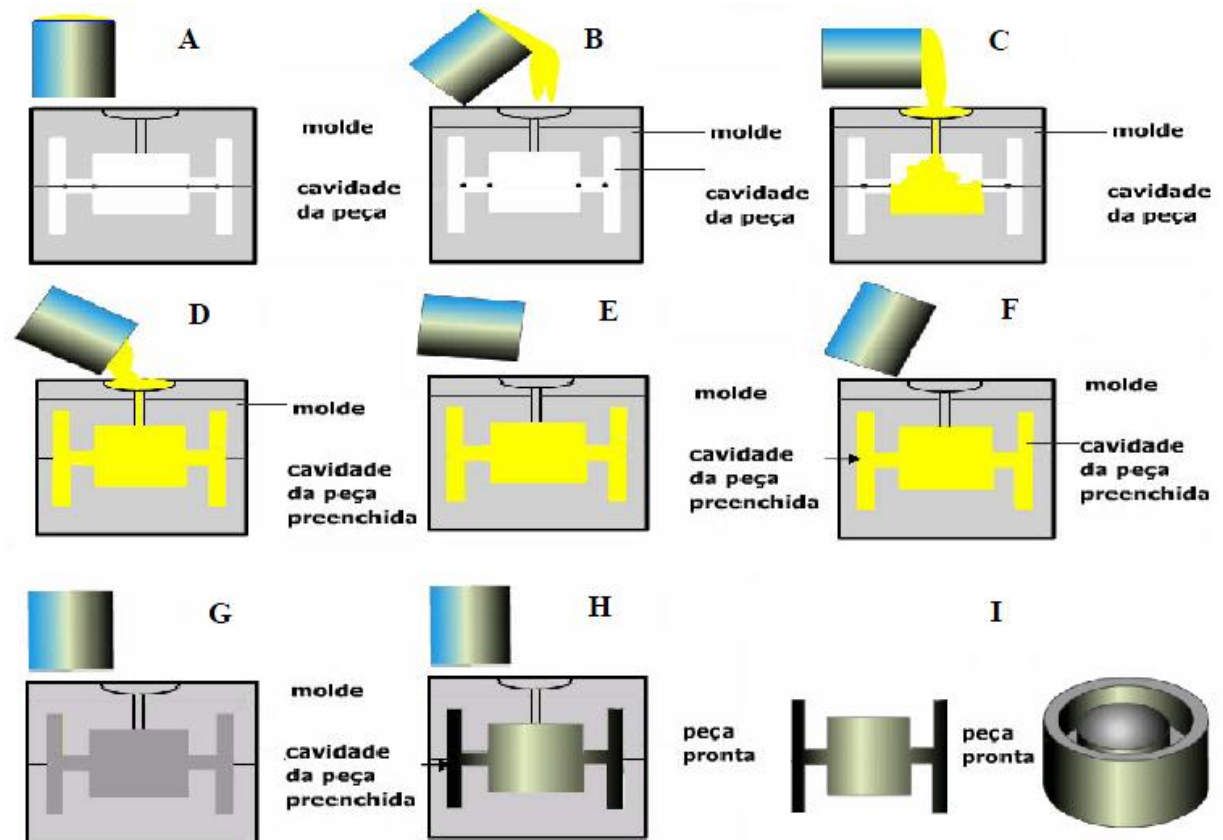 A
molde
cavidade
da peça
B
molde
cavidade
da peça
C
molde
cavidade
da peça
D
molde
cavidade
da peça
preenchida
E
molde
cavidade
da peça
preenchida
F
molde
cavidade
da peça
preenchida
G
molde
cavidade
da peça
preenchida
H
peça
pronta
I
peça
pronta